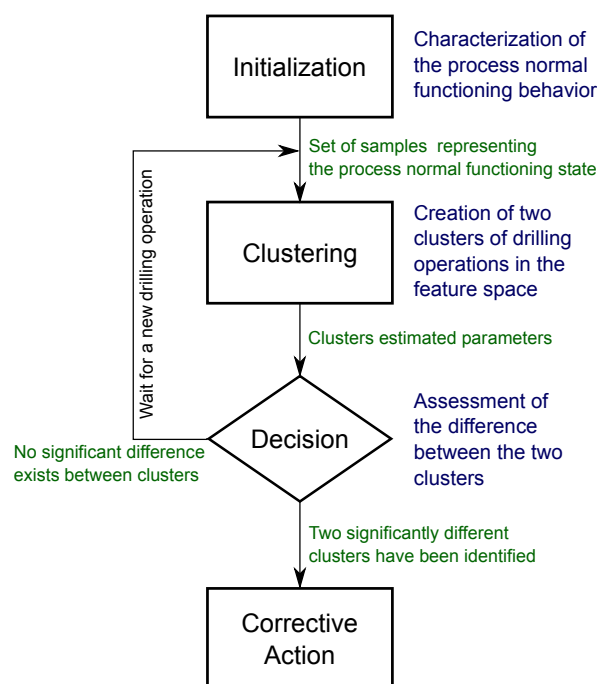 Initialization
Characterization of
the process normal
functioning behavior
Set of samples representing
the process normal functioning state
Wait for a new drilling operation
Clustering
Creation of two
clusters of drilling
operations in the
feature space
Clusters estimated parameters
Decision
Assessment of
the difference
between the two
clusters
No significant difference
exists between clusters
Two significantly different
clusters have been identified
Corrective
Action